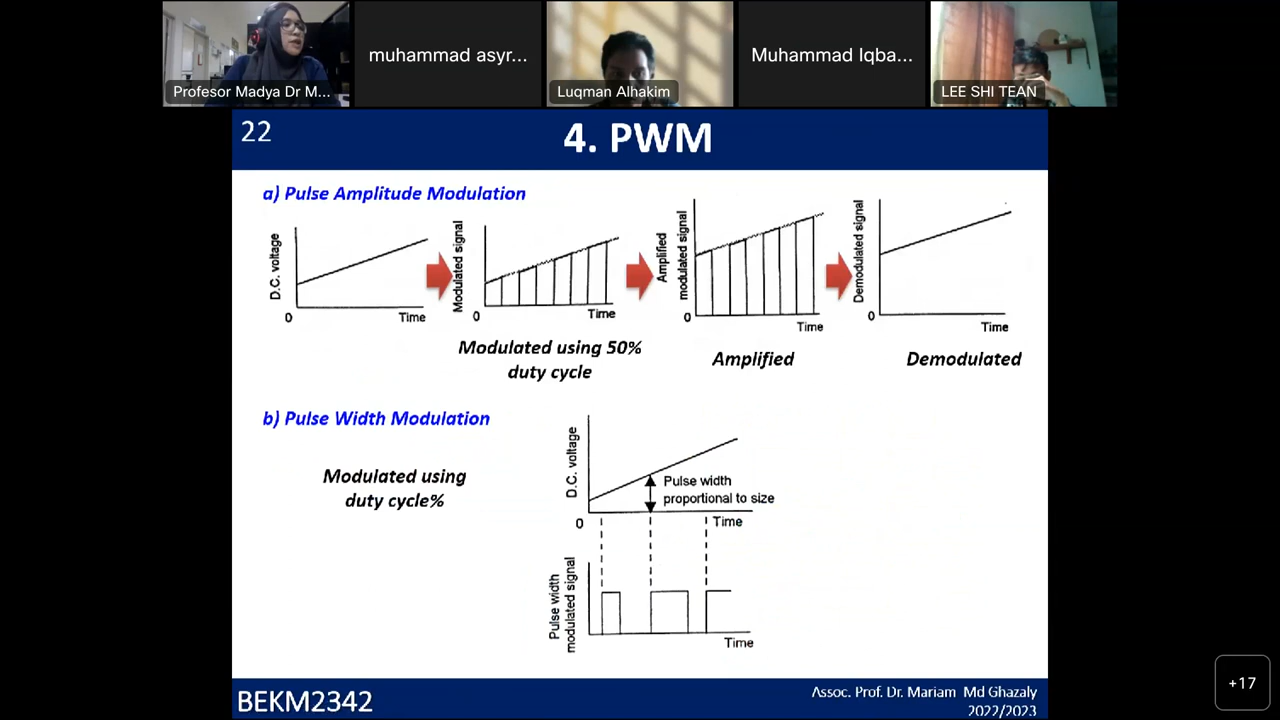 Profesor Madya Dr M...
muhammad asyr...
Luqman Alhakim
Muhammad Iqba...
LEE SHI TEAN
22
4. PWM
a) Pulse Amplitude Modulation
D.C. voltage
0
Time
Modulated signal
0
Time
Amplified
modulated signal
0
Time
Demodulated signal
0
Time
Modulated using 50%
duty cycle
Amplified
Demodulated
b) Pulse Width Modulation
Modulated using
duty cycle%
D.C. voltage
Pulse width
proportional to size
0
Time
Pulse width
modulated signal
Time
BEKM2342
Assoc. Prof. Dr. Mariam Md Ghazaly
2022/2023
+17